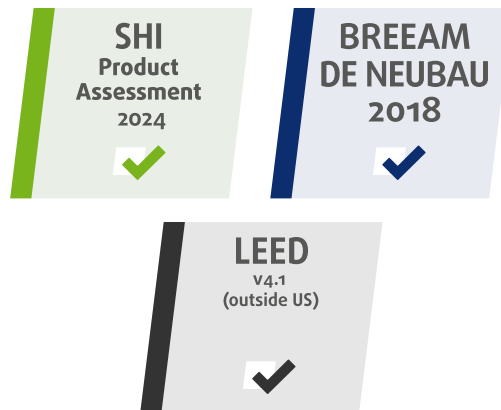 SHI
Product
Assessment
2024
BREEAM
DE NEUBAU
2018
LEED
v4.1
(outside US)